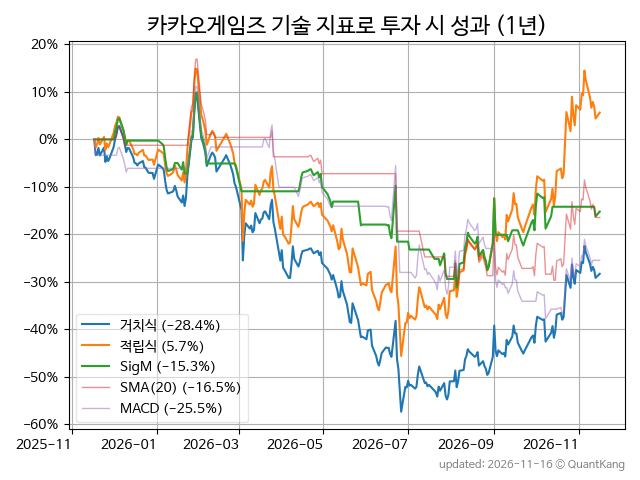 카카오게임즈 기술 지표로 투자 시 성과 (1년)
20%
10%
0%
−10%
−20%
−30%
−40%
−50%
−60%
거치식 (−28.4%)
적립식 (5.7%)
SigM (−15.3%)
SMA(20) (−16.5%)
MACD (−25.5%)
2025-11 2026-01 2026-03 2026-05 2026-07 2026-09 2026-11
updated: 2026-11-16 © QuantKang